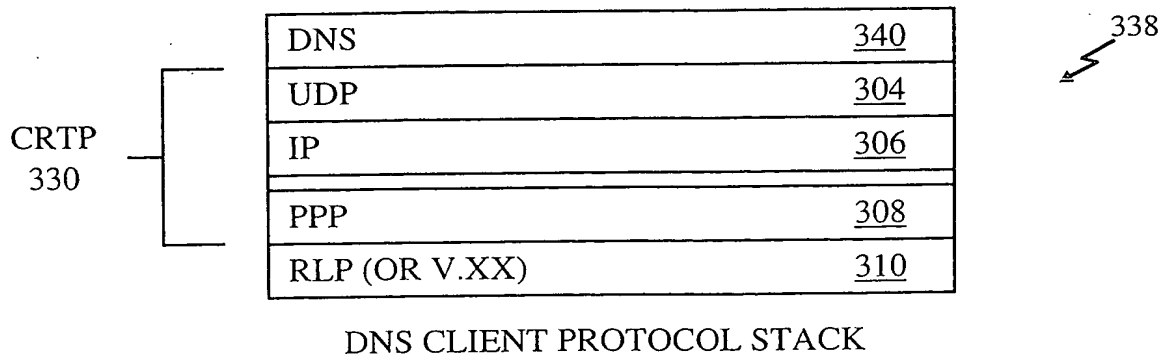 338
DNS 340
UDP 304
CRTP
330
IP 306
PPP 308
RLP (OR V.XX) 310
DNS CLIENT PROTOCOL STACK